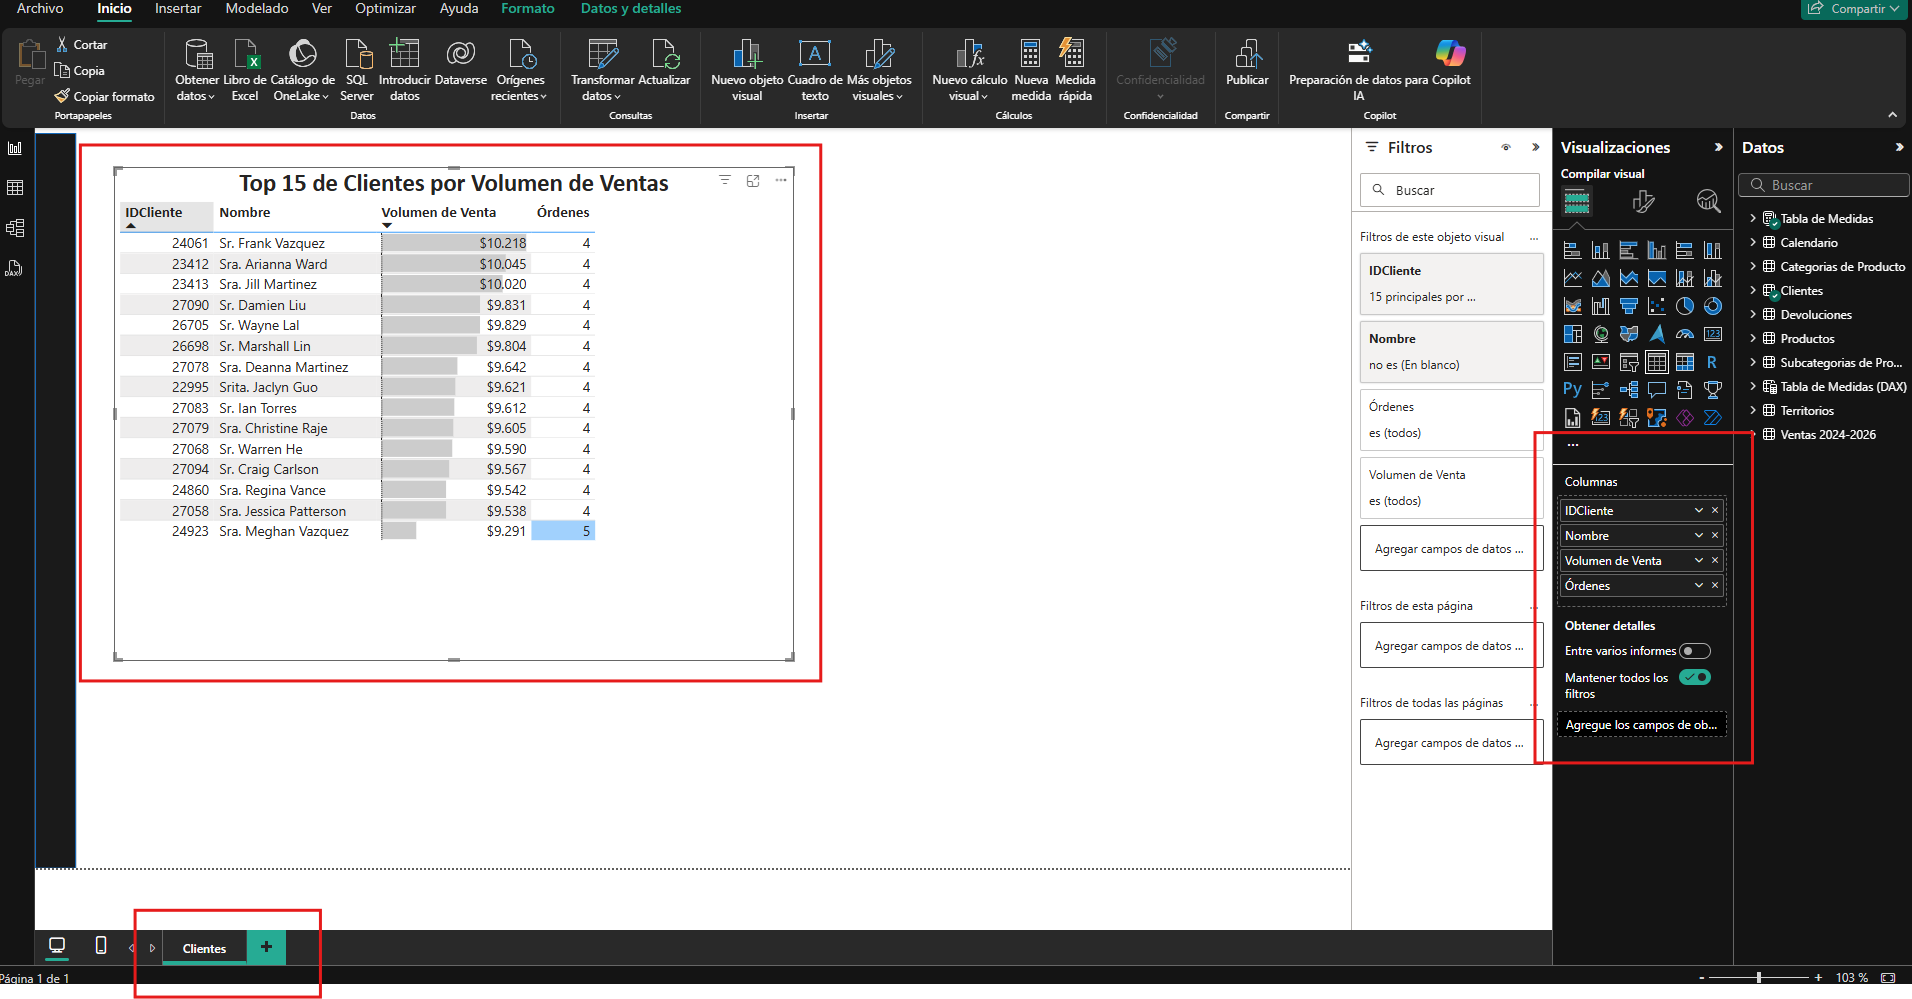 Archivo Inicio Insertar Modelado Ver Optimizar Ayuda Formato Datos y detalles Compartir
Pegar
Cortar
Copia
Copiar formato
Portapapeles
Obtener datos
Libro de Excel
Catálogo de OneLake
SQL Server
Introducir datos
Dataverse
Orígenes recientes
Datos
Transformar datos
Actualizar
Consultas
Nuevo objeto visual
Cuadro de texto
Más objetos visuales
Insertar
Nuevo cálculo visual
Nueva medida
Medida rápida
Cálculos
Confidencialidad
Confidencialidad
Publicar
Compartir
Preparación de datos para IA
Copilot
Copilot
Top 15 de Clientes por Volumen de Ventas
IDCliente Nombre Volumen de Venta Órdenes
24061 Sr. Frank Vazquez $10.218 4
23412 Sra. Arianna Ward $10.045 4
23413 Sra. Jill Martinez $10.020 4
27090 Sr. Damien Liu $9.831 4
26705 Sr. Wayne Lal $9.829 4
26698 Sr. Marshall Lin $9.804 4
27078 Sra. Deanna Martinez $9.642 4
22995 Srita. Jaclyn Guo $9.621 4
27083 Sr. Ian Torres $9.612 4
27079 Sra. Christine Raje $9.605 4
27068 Sr. Warren He $9.590 4
27094 Sr. Craig Carlson $9.567 4
24860 Sra. Regina Vance $9.542 4
27058 Sra. Jessica Patterson $9.538 4
24923 Sra. Meghan Vazquez $9.291 5
Filtros
Buscar
Filtros de este objeto visual ...
IDCliente
15 principales por ...
Nombre
no es (En blanco)
Órdenes
es (todos)
Volumen de Venta
es (todos)
Agregar campos de datos ...
Filtros de esta página ...
Agregar campos de datos ...
Filtros de todas las páginas ...
Agregar campos de datos ...
Visualizaciones
Compilar visual
123
R
Py
123
...
Columnas
IDCliente
Nombre
Volumen de Venta
Órdenes
Obtener detalles
Entre varios informes
Mantener todos los
filtros
Agregue los campos de ob...
Datos
Buscar
Tabla de Medidas
Calendario
Categorias de Producto
Clientes
Devoluciones
Productos
Subcategorias de Pro...
Tabla de Medidas (DAX)
Territorios
Ventas 2024-2026
DAX
Clientes +
Página 1 de 1
- + 103 %